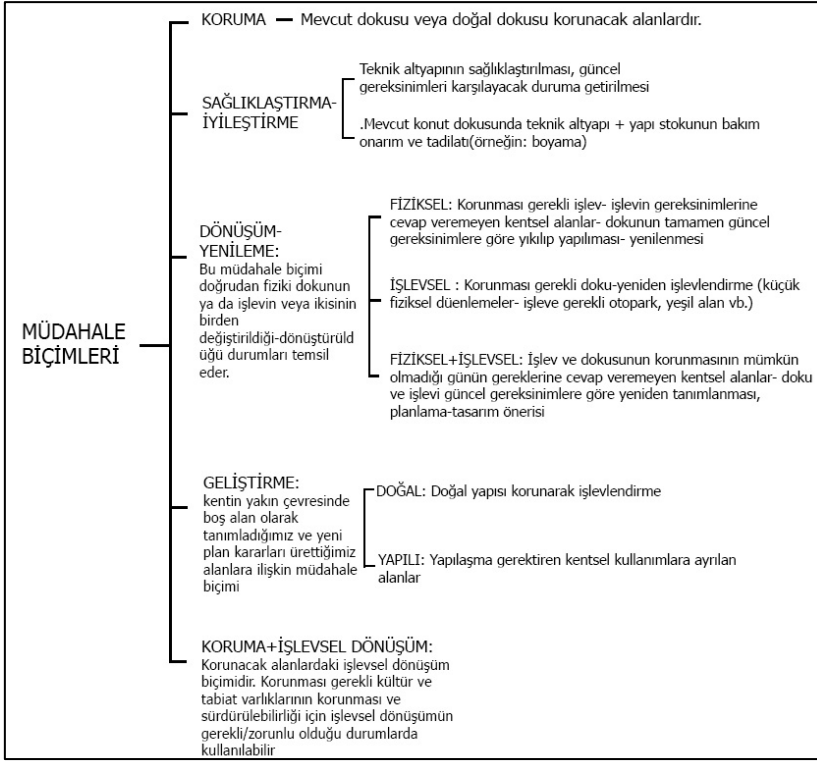 MÜDAHALE
BİÇİMLERİ
KORUMA — Mevcut dokusu veya doğal dokusu korunacak alanlardır.
SAĞLIKLAŞTIRMA-
İYİLEŞTİRME
Teknik altyapının sağlıklaştırılması, güncel
gereksinimleri karşılayacak duruma getirilmesi
.Mevcut konut dokusunda teknik altyapı + yapı stokunun bakım
onarım ve tadilatı(örneğin: boyama)
DÖNÜŞÜM-
YENİLEME:
Bu müdahale biçimi
doğrudan fiziki dokunun
ya da işlevin veya ikisinin
birden
değiştirildiği-dönüştürüld
üğü durumları temsil
eder.
FİZİKSEL: Korunması gerekli işlev- işlevin gereksinimlerine
cevap veremeyen kentsel alanlar- dokunun tamamen güncel
gereksinimlere göre yıkılıp yapılması- yenilenmesi
İŞLEVSEL : Korunması gerekli doku-yeniden işlevlendirme (küçük
fiziksel düenlemeler- işleve gerekli otopark, yeşil alan vb.)
FİZİKSEL+İŞLEVSEL: İşlev ve dokusunun korunmasının mümkün
olmadığı günün gereklerine cevap veremeyen kentsel alanlar- doku
ve işlevi güncel gereksinimlere göre yeniden tanımlanması,
planlama-tasarım önerisi
GELİŞTİRME:
kentin yakın çevresinde
boş alan olarak
tanımladığımız ve yeni
plan kararları ürettiğimiz
alanlara ilişkin müdahale
biçimi
DOĞAL: Doğal yapısı korunarak işlevlendirme
YAPILI: Yapılaşma gerektiren kentsel kullanımlara ayrılan
alanlar
KORUMA+İŞLEVSEL DÖNÜŞÜM:
Korunacak alanlardaki işlevsel dönüşüm
biçimidir. Korunması gerekli kültür ve
tabiat varlıklarının korunması ve
sürdürülebilirliği için işlevsel dönüşümün
gerekli/zorunlu olduğu durumlarda
kullanılabilir